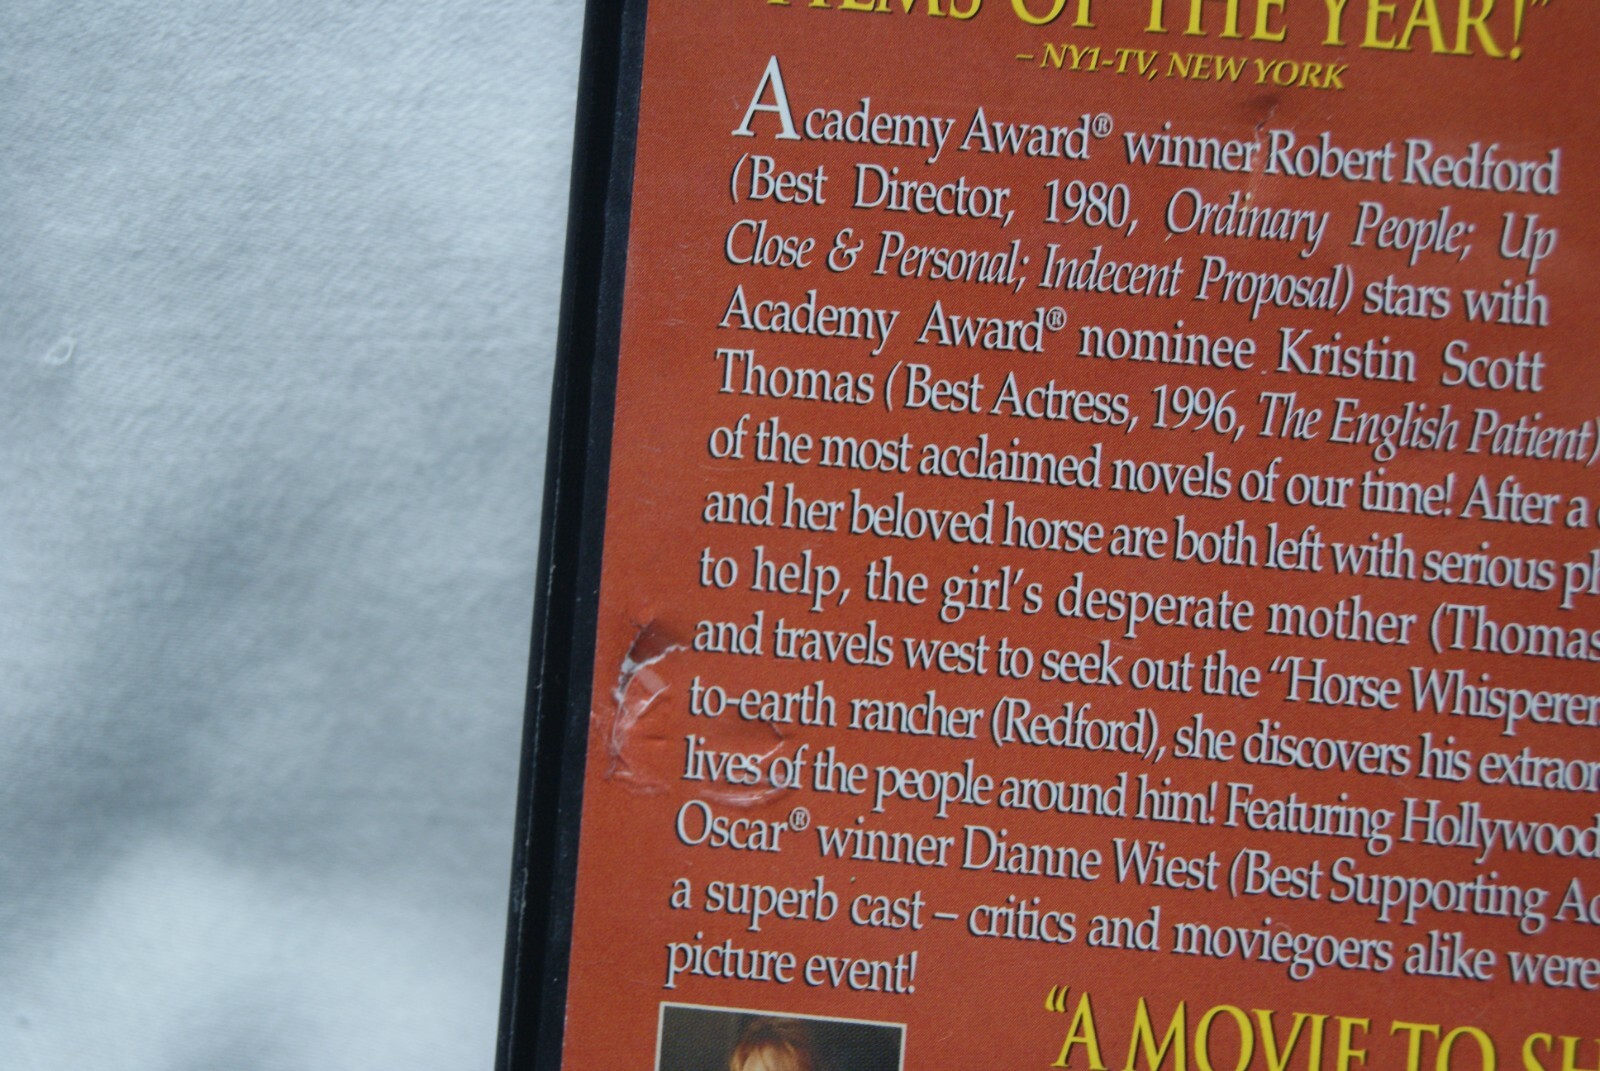 FILMS OF THE YEAR!"
– NY1-TV, NEW YORK
Academy Award® winner Robert Redford
(Best Director, 1980, Ordinary People; Up
Close & Personal; Indecent Proposal) stars with
Academy Award® nominee Kristin Scott
Thomas (Best Actress, 1996, The English Patient)
of the most acclaimed novels of our time! After a
and her beloved horse are both left with serious ph
to help, the girl's desperate mother (Thomas
and travels west to seek out the "Horse Whisperer
to-earth rancher (Redford), she discovers his extraor
lives of the people around him! Featuring Hollywood
Oscar® winner Dianne Wiest (Best Supporting Ac
a superb cast – critics and moviegoers alike were
picture event!
"A MOVIE TO SH